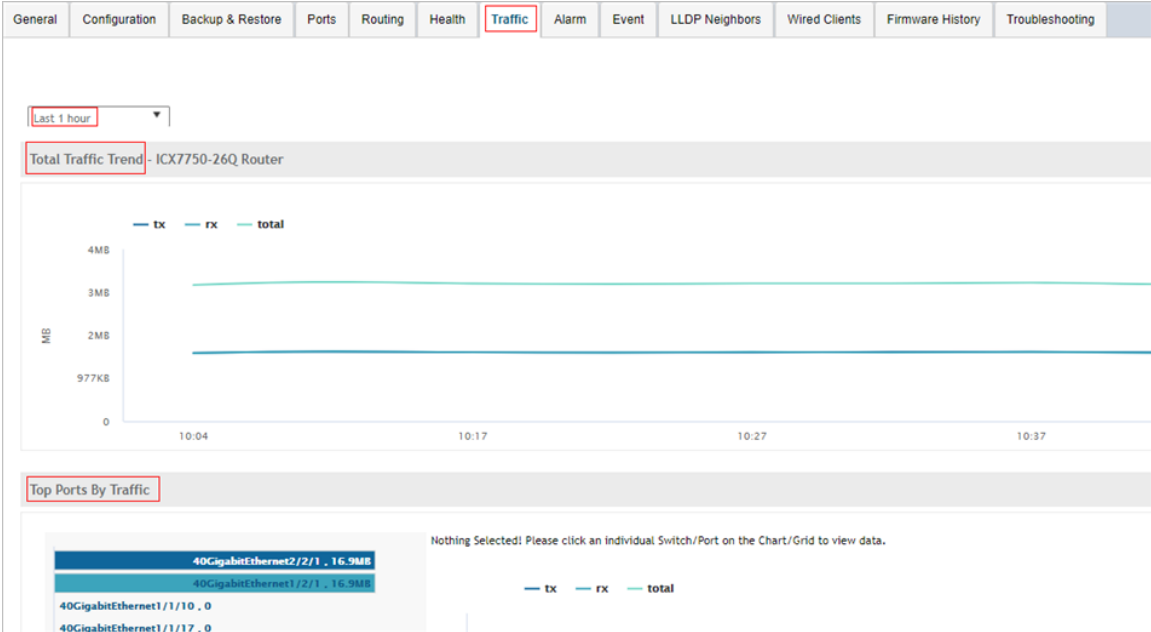 General Configuration Backup & Restore Ports Routing Health Traffic Alarm Event LLDP Neighbors Wired Clients Firmware History Troubleshooting
Last 1 hour
Total Traffic Trend - ICX7750-26Q Router
tx rx total
4MB
3MB
MB
2MB
977KB
0
10:04 10:17 10:27 10:37
Top Ports By Traffic
Nothing Selected! Please click an individual Switch/Port on the Chart/Grid to view data.
40GigabitEthernet2/2/1 , 16.9MB
40GigabitEthernet1/2/1 , 16.9MB
tx rx total
40GigabitEthernet1/1/10 , 0
40GigabitEthernet1/1/17 , 0